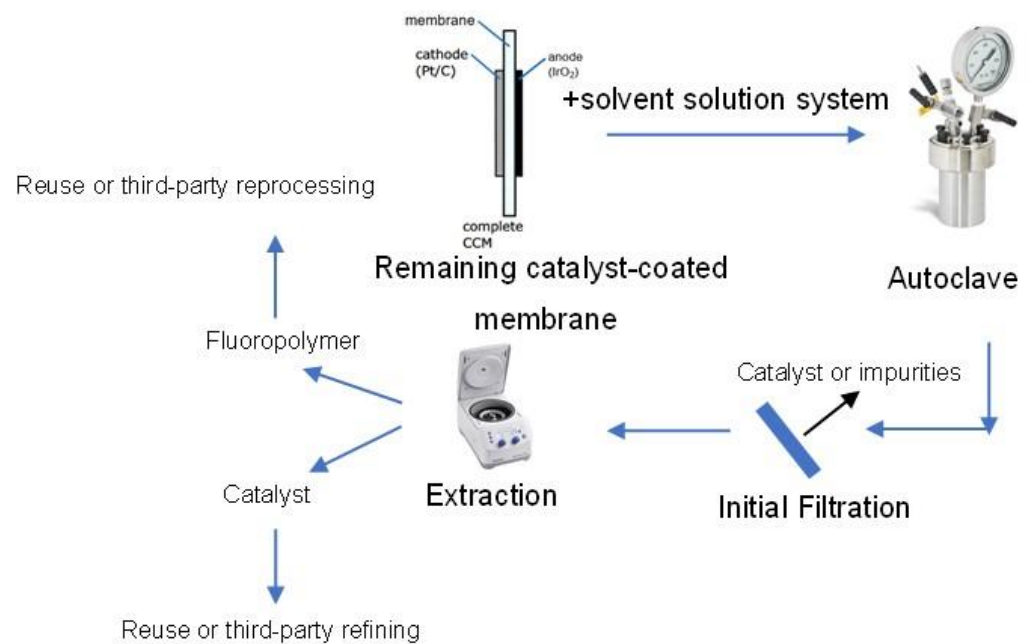 membrane
cathode
(Pt/C)
anode
(IrO₂)
+solvent solution system
complete
CCM
Remaining catalyst-coated
membrane
Autoclave
Reuse or third-party reprocessing
Fluoropolymer
Catalyst or impurities
Catalyst
Extraction
Initial Filtration
Reuse or third-party refining